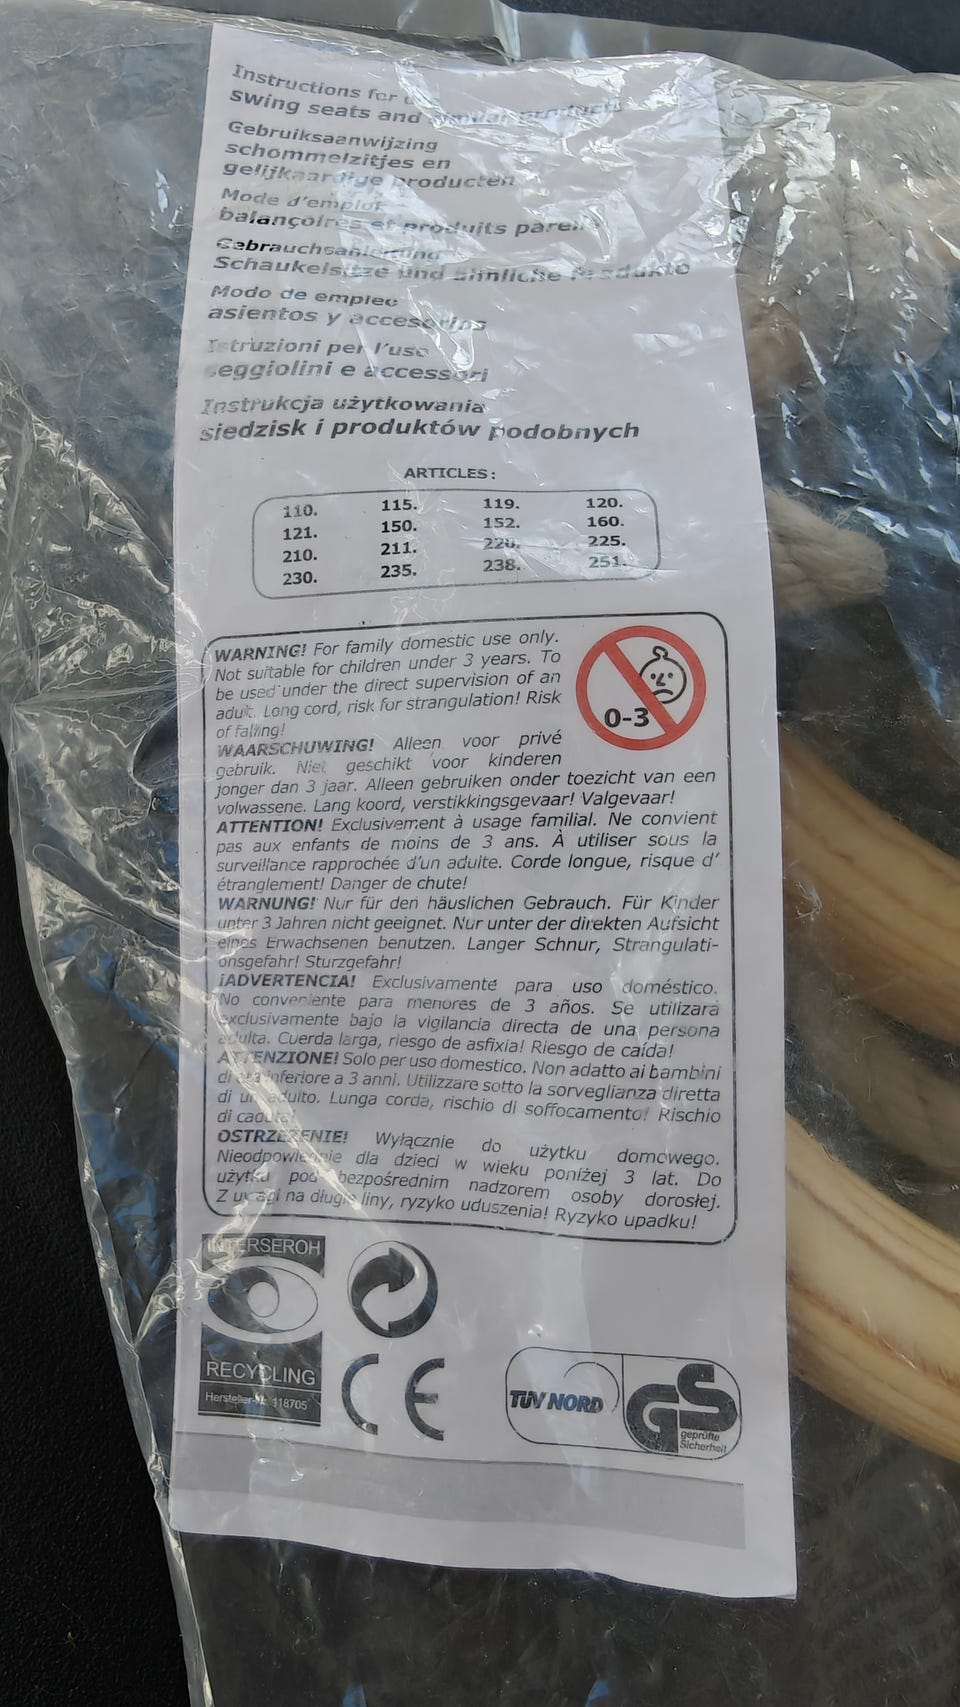 Instructions for
Swing seats and similar products
Gebruiksaanwijzing
schommelzitjes en
gelijkaardige producten
Mode d'emploi
balançoires et produits pareils
Gebrauchsanleitung
Schaukelsitze und ähnliche Produkte
Modo de empleo
asientos y accesorios
Istruzioni per l'uso
seggiolini e accessori
Instrukcja użytkowania
siedzisk i produktów podobnych
ARTICLES:
110. 115. 119. 120.
121. 150. 152. 160.
210. 211. 220. 225.
230. 235. 238. 251.
WARNING! For family domestic use only.
Not suitable for children under 3 years. To
be used under the direct supervision of an
adult. Long cord, risk for strangulation! Risk
of falling!
0-3
WAARSCHUWING! Alleen voor privé
gebruik. Niet geschikt voor kinderen
jonger dan 3 jaar. Alleen gebruiken onder toezicht van een
volwassene. Lang koord, verstikkingsgevaar! Valgevaar!
ATTENTION! Exclusivement à usage familial. Ne convient
pas aux enfants de moins de 3 ans. À utiliser sous la
surveillance rapprochée d'un adulte. Corde longue, risque d'
étranglement! Danger de chute!
WARNUNG! Nur für den häuslichen Gebrauch. Für Kinder
unter 3 Jahren nicht geeignet. Nur unter der direkten Aufsicht
eines Erwachsenen benutzen. Langer Schnur, Strangulati-
onsgefahr! Sturzgefahr!
¡ADVERTENCIA! Exclusivamente para uso doméstico.
No conveniente para menores de 3 años. Se utilizará
exclusivamente bajo la vigilancia directa de una persona
adulta. Cuerda larga, riesgo de asfixia! Riesgo de caída!
ATTENZIONE! Solo per uso domestico. Non adatto ai bambini
di età inferiore a 3 anni. Utilizzare sotto la sorveglianza diretta
di un adulto. Lunga corda, rischio di soffocamento! Rischio
di caduta!
OSTRZEŻENIE! Wyłącznie do użytku domowego.
Nieodpowiednie dla dzieci w wieku poniżej 3 lat. Do
użytku pod bezpośrednim nadzorem osoby dorosłej.
Z uwagi na długie liny, ryzyko uduszenia! Ryzyko upadku!
INTERSEROH
RECYCLING
Hersteller-Nr. 118705
CE
TÜV NORD
GS
geprüfte
Sicherheit